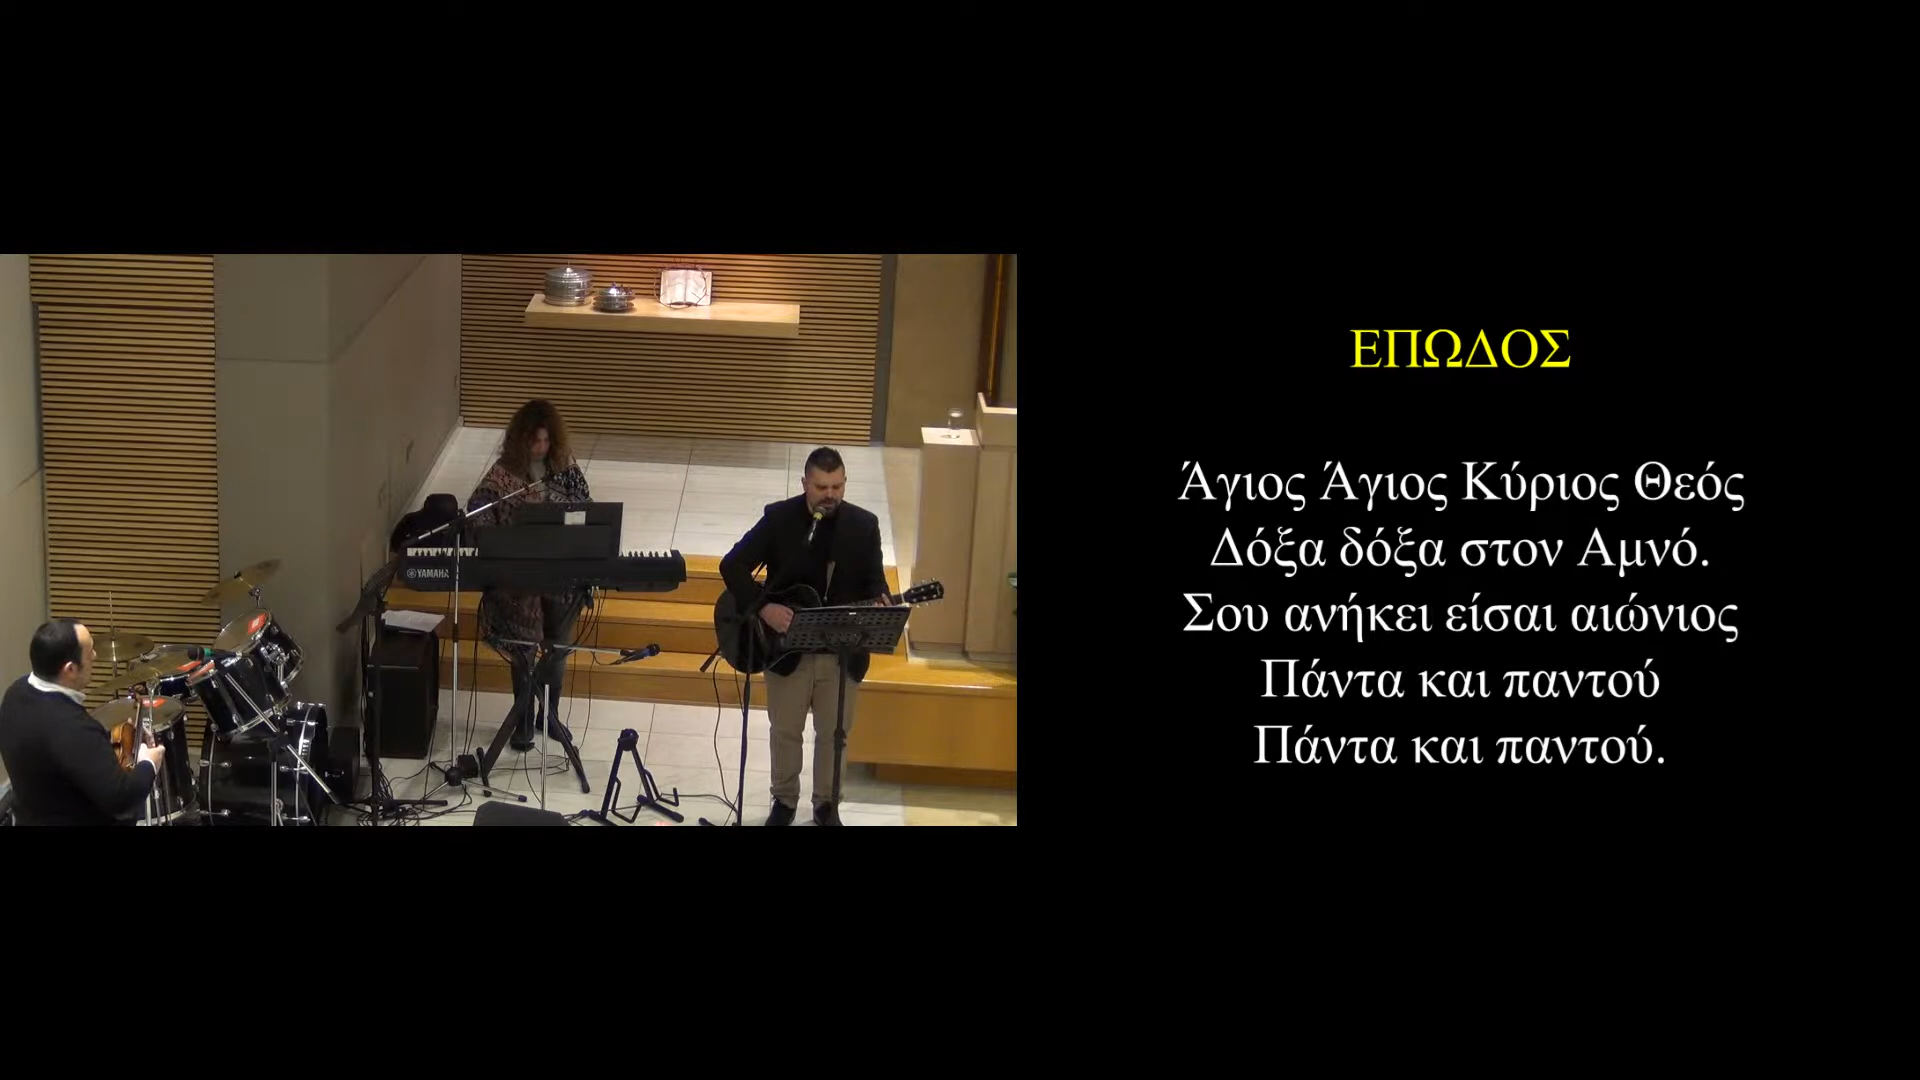 YAMAHA
ΕΠΩΔΟΣ
Άγιος Άγιος Κύριος Θεός
Δόξα δόξα στον Αμνό.
Σου ανήκει είσαι αιώνιος
Πάντα και παντού
Πάντα και παντού.